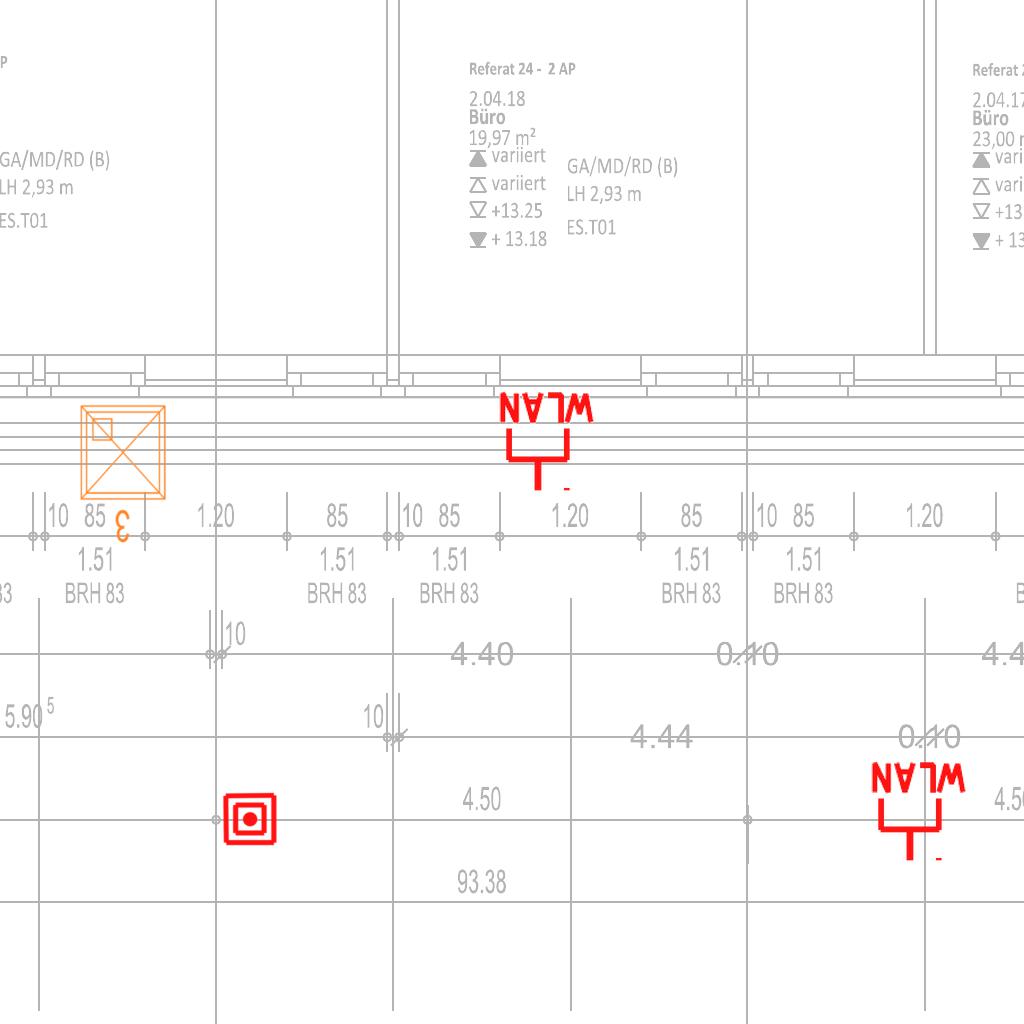 P
Referat 24 - 2 AP
Referat
2.04.18
2.04.17
Büro
Büro
19,97 m²
23,00
variiert
GA/MD/RD (B)
GA/MD/RD (B)
variiert
LH 2,93 m
LH 2,93 m
+13.25
ES.T01
ES.T01
+ 13.18
WLAN
10 85 1.20 85 10 85 1.20 85 10 85 1.20
3
1.51 1.51 1.51 1.51 1.51
BRH 83 BRH 83 BRH 83 BRH 83 BRH 83
10
4.40 0.10
5.90⁵
10
4.44 0.10
WLAN
4.50
93.38